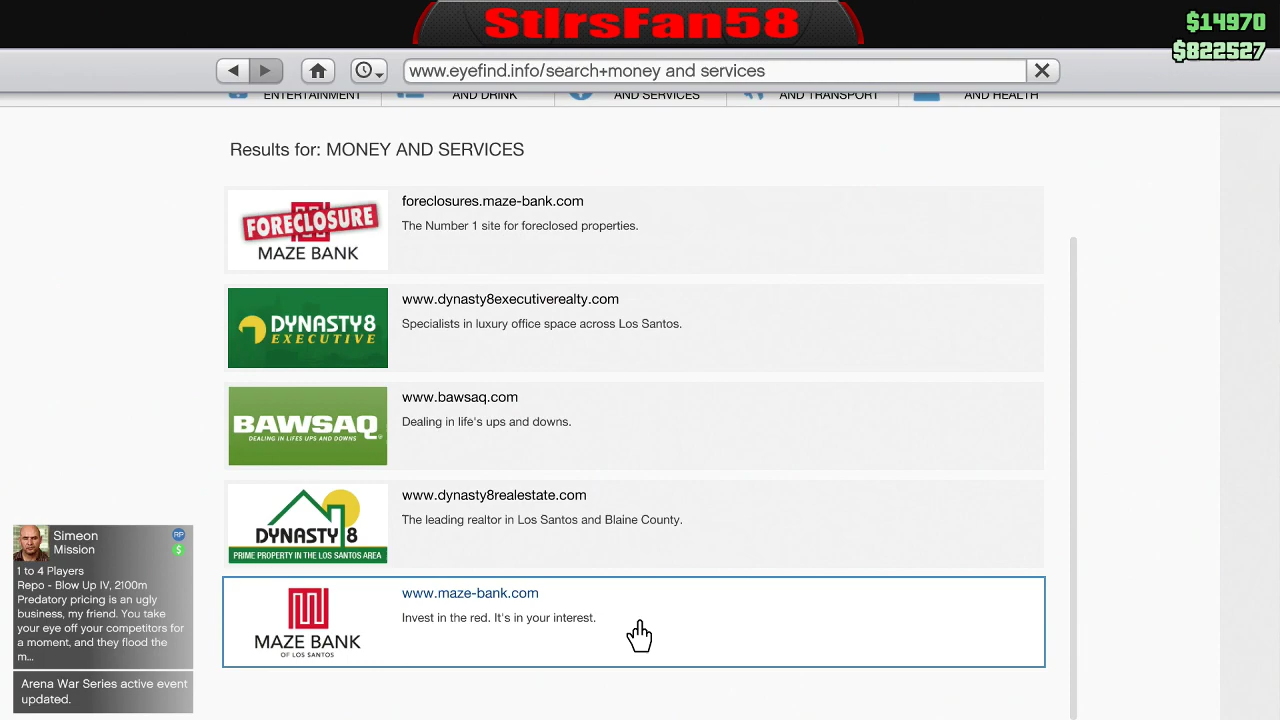 StIrsFan58
$14970
$822527
www.eyefind.info/search+money and services
ENTERTAINMENT
AND DRINK
AND SERVICES
AND TRANSPORT
AND HEALTH
Results for: MONEY AND SERVICES
FORECLOSURE
MAZE BANK
foreclosures.maze-bank.com
The Number 1 site for foreclosed properties.
DYNASTY8
EXECUTIVE
www.dynasty8executiverealty.com
Specialists in luxury office space across Los Santos.
BAWSAQ
DEALING IN LIFES UPS AND DOWNS
www.bawsaq.com
Dealing in life's ups and downs.
DYNASTY 8
PRIME PROPERTY IN THE LOS SANTOS AREA
www.dynasty8realestate.com
The leading realtor in Los Santos and Blaine County.
MAZE BANK
OF LOS SANTOS
www.maze-bank.com
Invest in the red. It's in your interest.
Simeon
Mission
RP
$
1 to 4 Players
Repo - Blow Up IV, 2100m
Predatory pricing is an ugly
business, my friend. You take
your eye off your competitors for
a moment, and they flood the
m...
Arena War Series active event
updated.